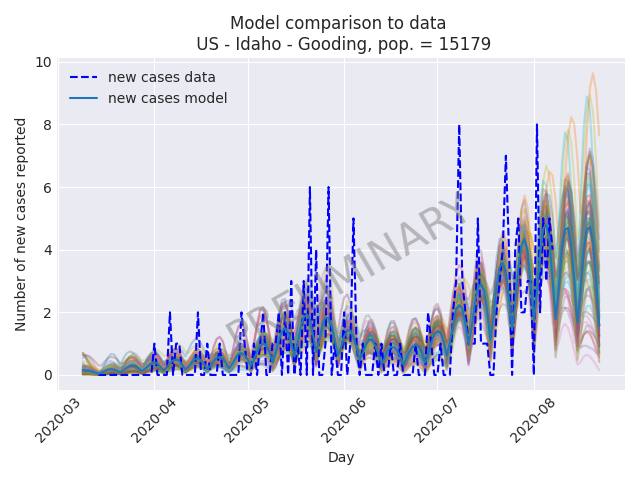 Model comparison to data
US - Idaho - Gooding, pop. = 15179
new cases data
new cases model
PRELIMINARY
Number of new cases reported
10
8
6
4
2
0
2020-03
2020-04
2020-05
2020-06
2020-07
2020-08
Day